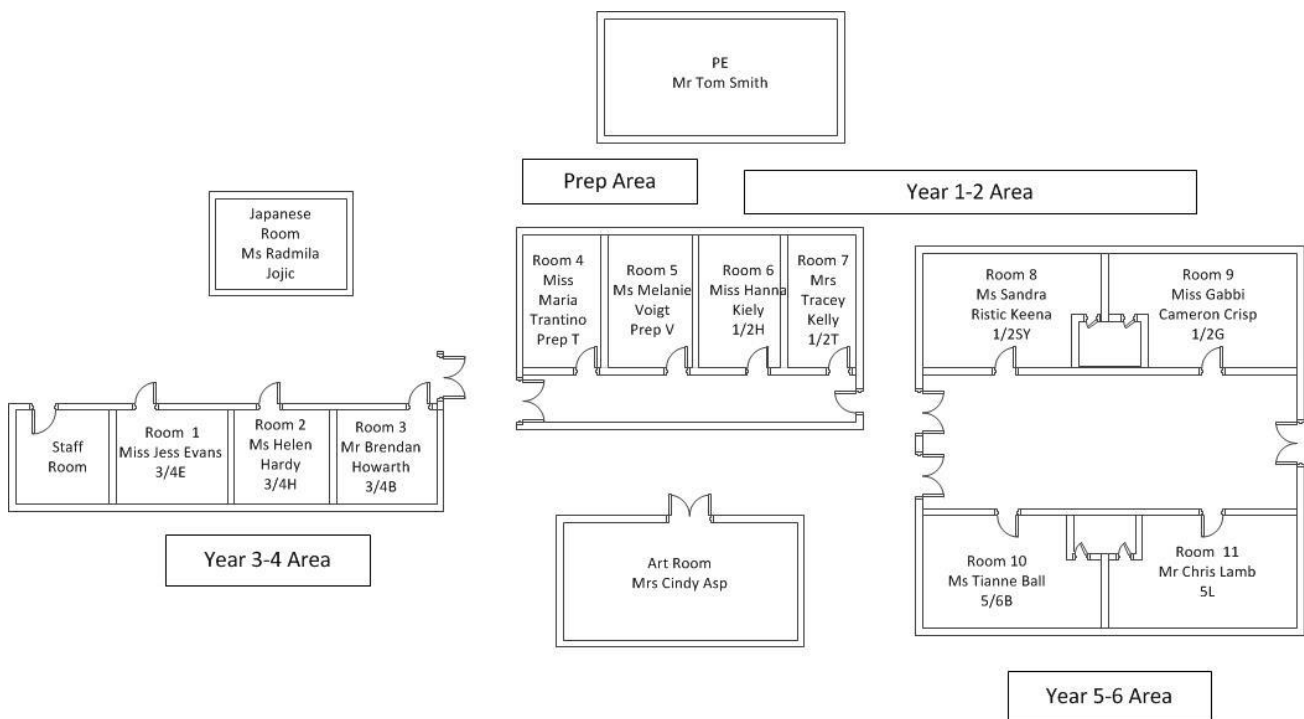 PE
Mr Tom Smith
Prep Area
Year 1-2 Area
Japanese
Room
Ms Radmila
Jojic
Room 4
Miss
Maria
Trantino
Prep T
Room 5
Ms Melanie
Voigt
Prep V
Room 6
Miss Hanna
Kiely
1/2H
Room 7
Mrs
Tracey
Kelly
1/2T
Room 8
Ms Sandra
Ristic Keena
1/2SY
Room 9
Miss Gabbi
Cameron Crisp
1/2G
Staff
Room
Room 1
Miss Jess Evans
3/4E
Room 2
Ms Helen
Hardy
3/4H
Room 3
Mr Brendan
Howarth
3/4B
Year 3-4 Area
Art Room
Mrs Cindy Asp
Room 10
Ms Tianne Ball
5/6B
Room 11
Mr Chris Lamb
5L
Year 5-6 Area